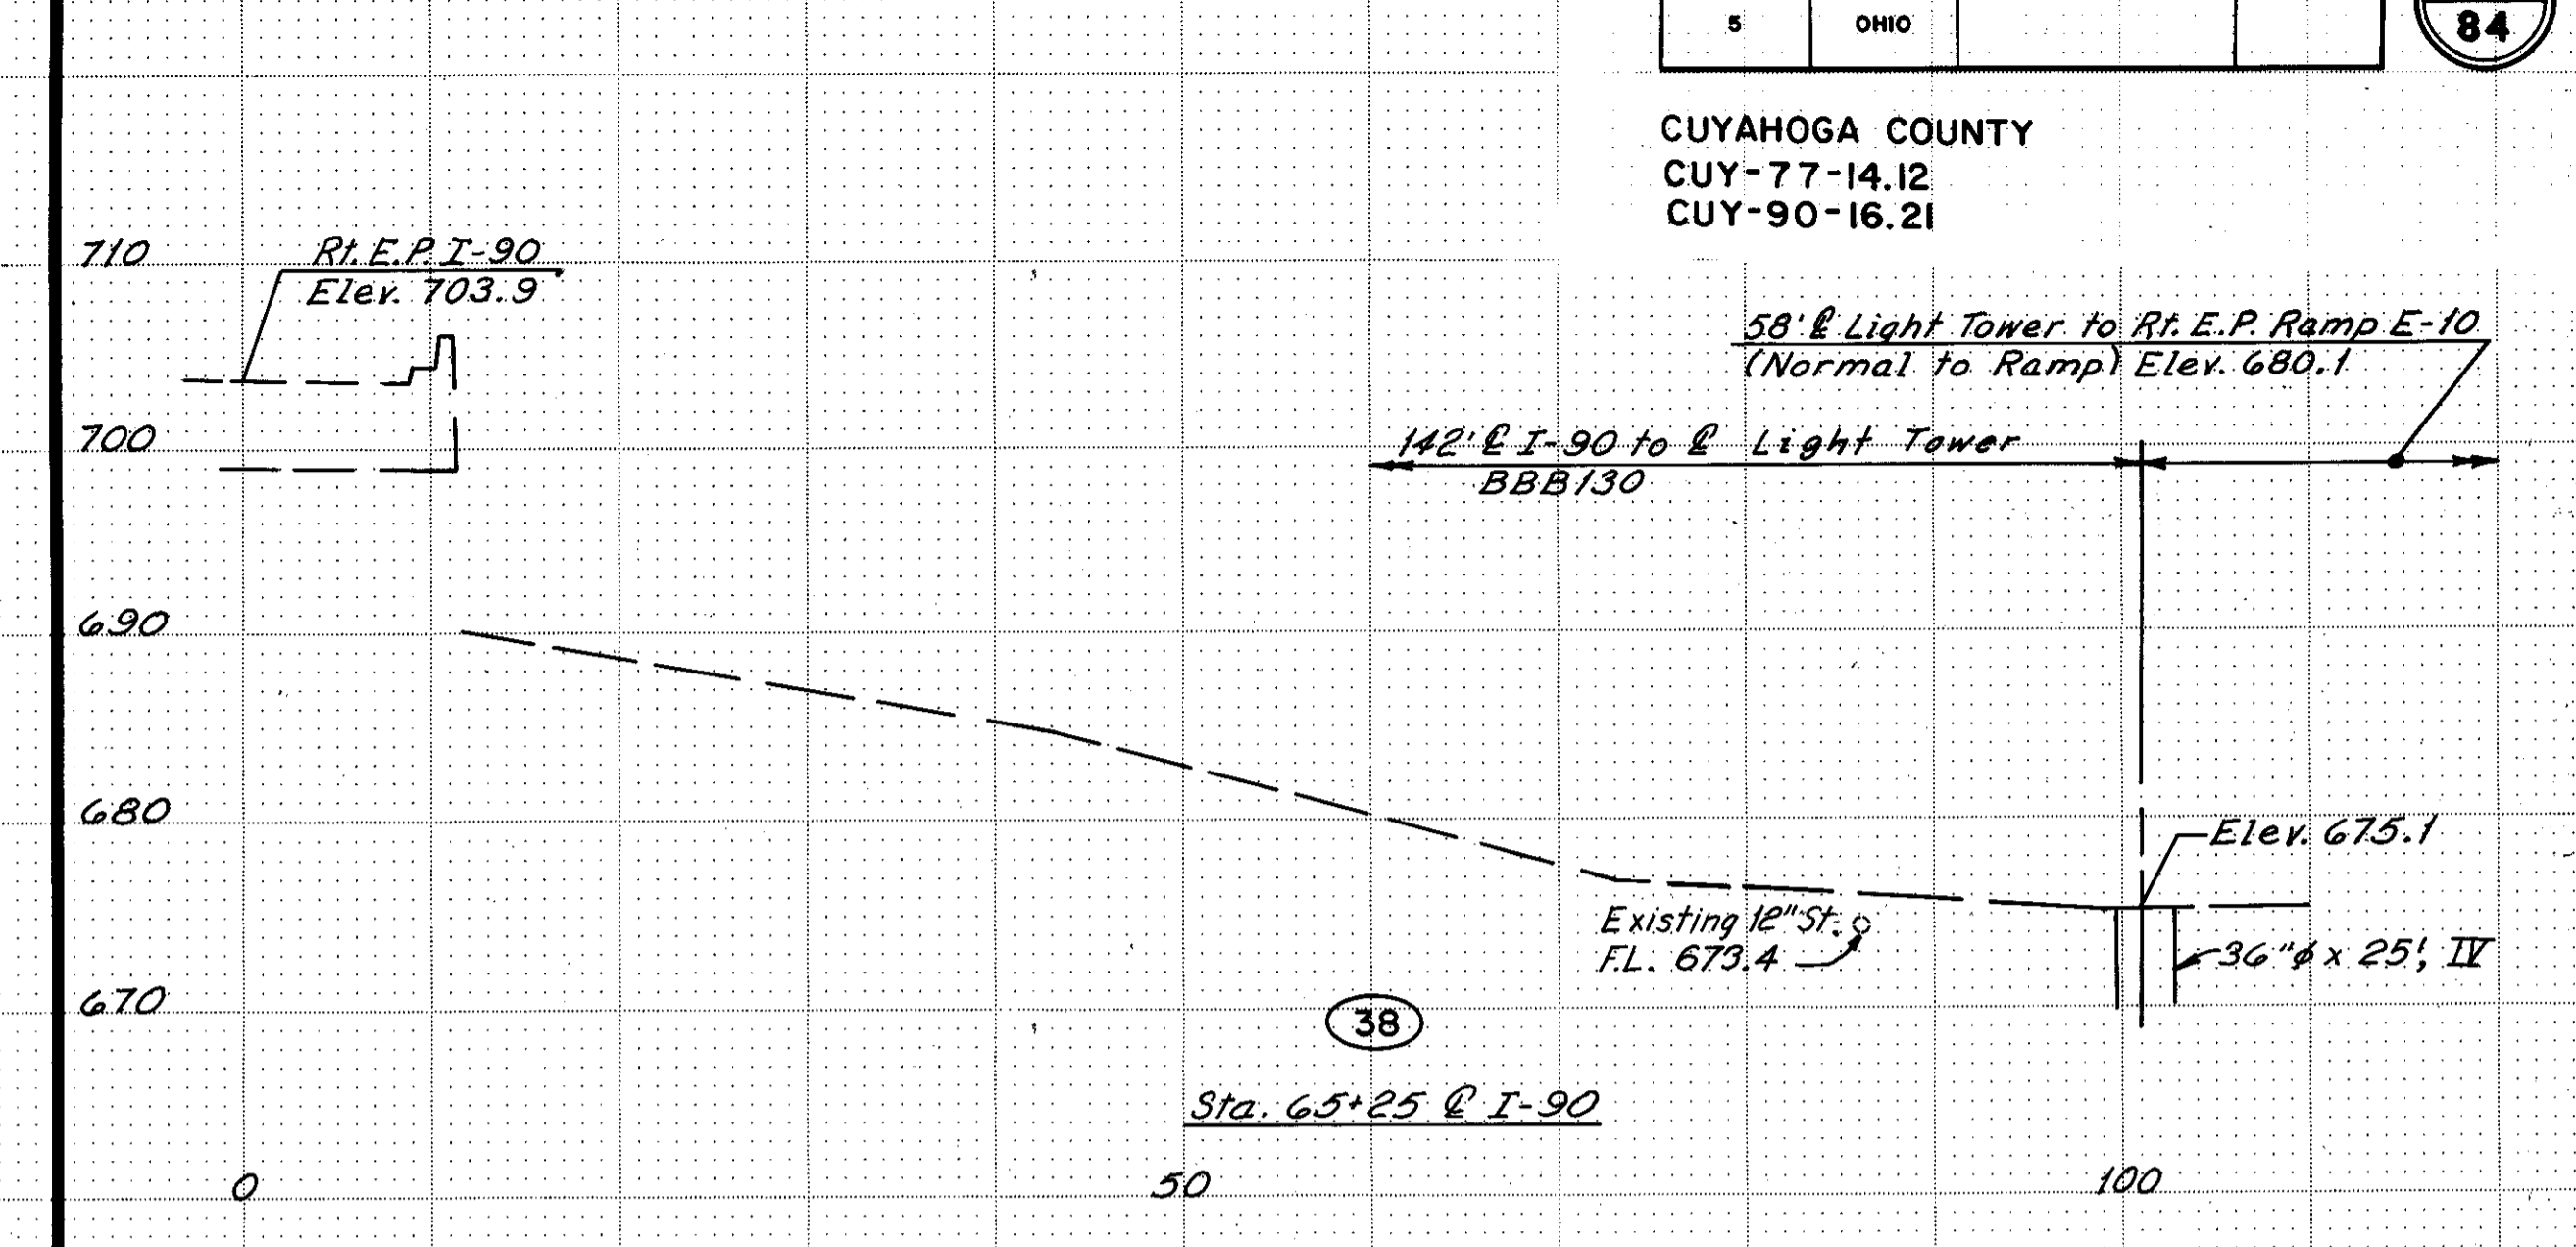 5 OHIO
84
CUYAHOGA COUNTY
CUY-77-14.12
CUY-90-16.21
710
Rt. E.P. I-90
Elev. 703.9
58' ℄ Light Tower to Rt. E.P. Ramp E-10
(Normal to Ramp) Elev. 680.1
700
142' ℄ I-90 to ℄ Light Tower
BBB130
690
680
Elev. 675.1
Existing 12" St.
F.L. 673.4
36"φ x 25', IV
670
38
Sta. 65+25 ℄ I-90
0 50 100